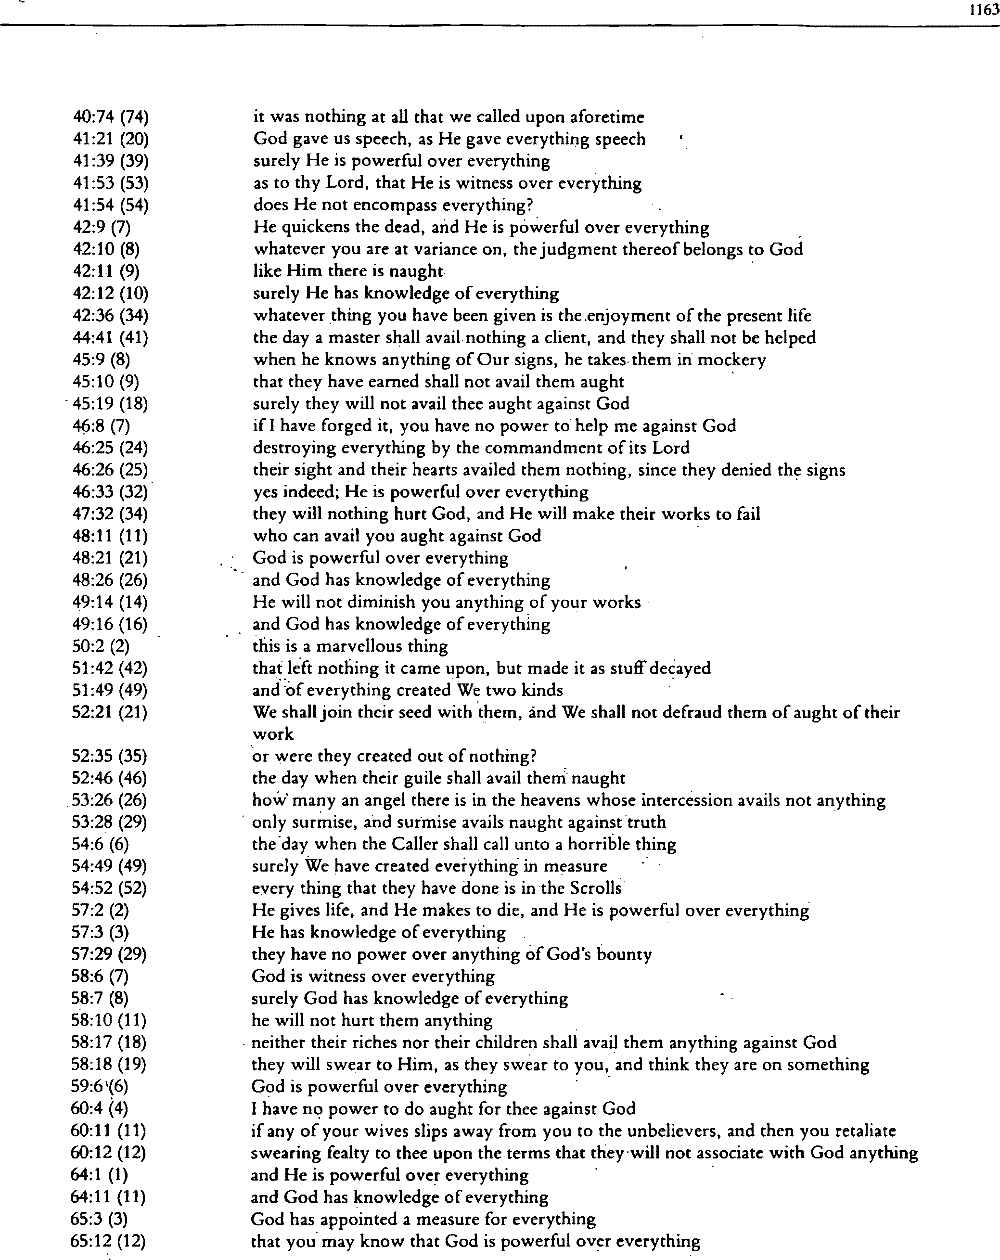 1163
40:74 (74) it was nothing at all that we called upon aforetime
41:21 (20) God gave us speech, as He gave everything speech
41:39 (39) surely He is powerful over everything
41:53 (53) as to thy Lord, that He is witness over everything
41:54 (54) does He not encompass everything?
42:9 (7) He quickens the dead, and He is powerful over everything
42:10 (8) whatever you are at variance on, the judgment thereof belongs to God
42:11 (9) like Him there is naught
42:12 (10) surely He has knowledge of everything
42:36 (34) whatever thing you have been given is the enjoyment of the present life
44:41 (41) the day a master shall avail nothing a client, and they shall not be helped
45:9 (8) when he knows anything of Our signs, he takes them in mockery
45:10 (9) that they have earned shall not avail them aught
45:19 (18) surely they will not avail thee aught against God
46:8 (7) if I have forged it, you have no power to help me against God
46:25 (24) destroying everything by the commandment of its Lord
46:26 (25) their sight and their hearts availed them nothing, since they denied the signs
46:33 (32) yes indeed; He is powerful over everything
47:32 (34) they will nothing hurt God, and He will make their works to fail
48:11 (11) who can avail you aught against God
48:21 (21) God is powerful over everything
48:26 (26) and God has knowledge of everything
49:14 (14) He will not diminish you anything of your works
49:16 (16) and God has knowledge of everything
50:2 (2) this is a marvellous thing
51:42 (42) that left nothing it came upon, but made it as stuff decayed
51:49 (49) and of everything created We two kinds
52:21 (21) We shall join their seed with them, and We shall not defraud them of aught of their
work
52:35 (35) or were they created out of nothing?
52:46 (46) the day when their guile shall avail them naught
53:26 (26) how many an angel there is in the heavens whose intercession avails not anything
53:28 (29) only surmise, and surmise avails naught against truth
54:6 (6) the day when the Caller shall call unto a horrible thing
54:49 (49) surely We have created everything in measure
54:52 (52) every thing that they have done is in the Scrolls
57:2 (2) He gives life, and He makes to die, and He is powerful over everything
57:3 (3) He has knowledge of everything
57:29 (29) they have no power over anything of God's bounty
58:6 (7) God is witness over everything
58:7 (8) surely God has knowledge of everything
58:10 (11) he will not hurt them anything
58:17 (18) neither their riches nor their children shall avail them anything against God
58:18 (19) they will swear to Him, as they swear to you, and think they are on something
59:6 (6) God is powerful over everything
60:4 (4) I have no power to do aught for thee against God
60:11 (11) if any of your wives slips away from you to the unbelievers, and then you retaliate
60:12 (12) swearing fealty to thee upon the terms that they will not associate with God anything
64:1 (1) and He is powerful over everything
64:11 (11) and God has knowledge of everything
65:3 (3) God has appointed a measure for everything
65:12 (12) that you may know that God is powerful over everything